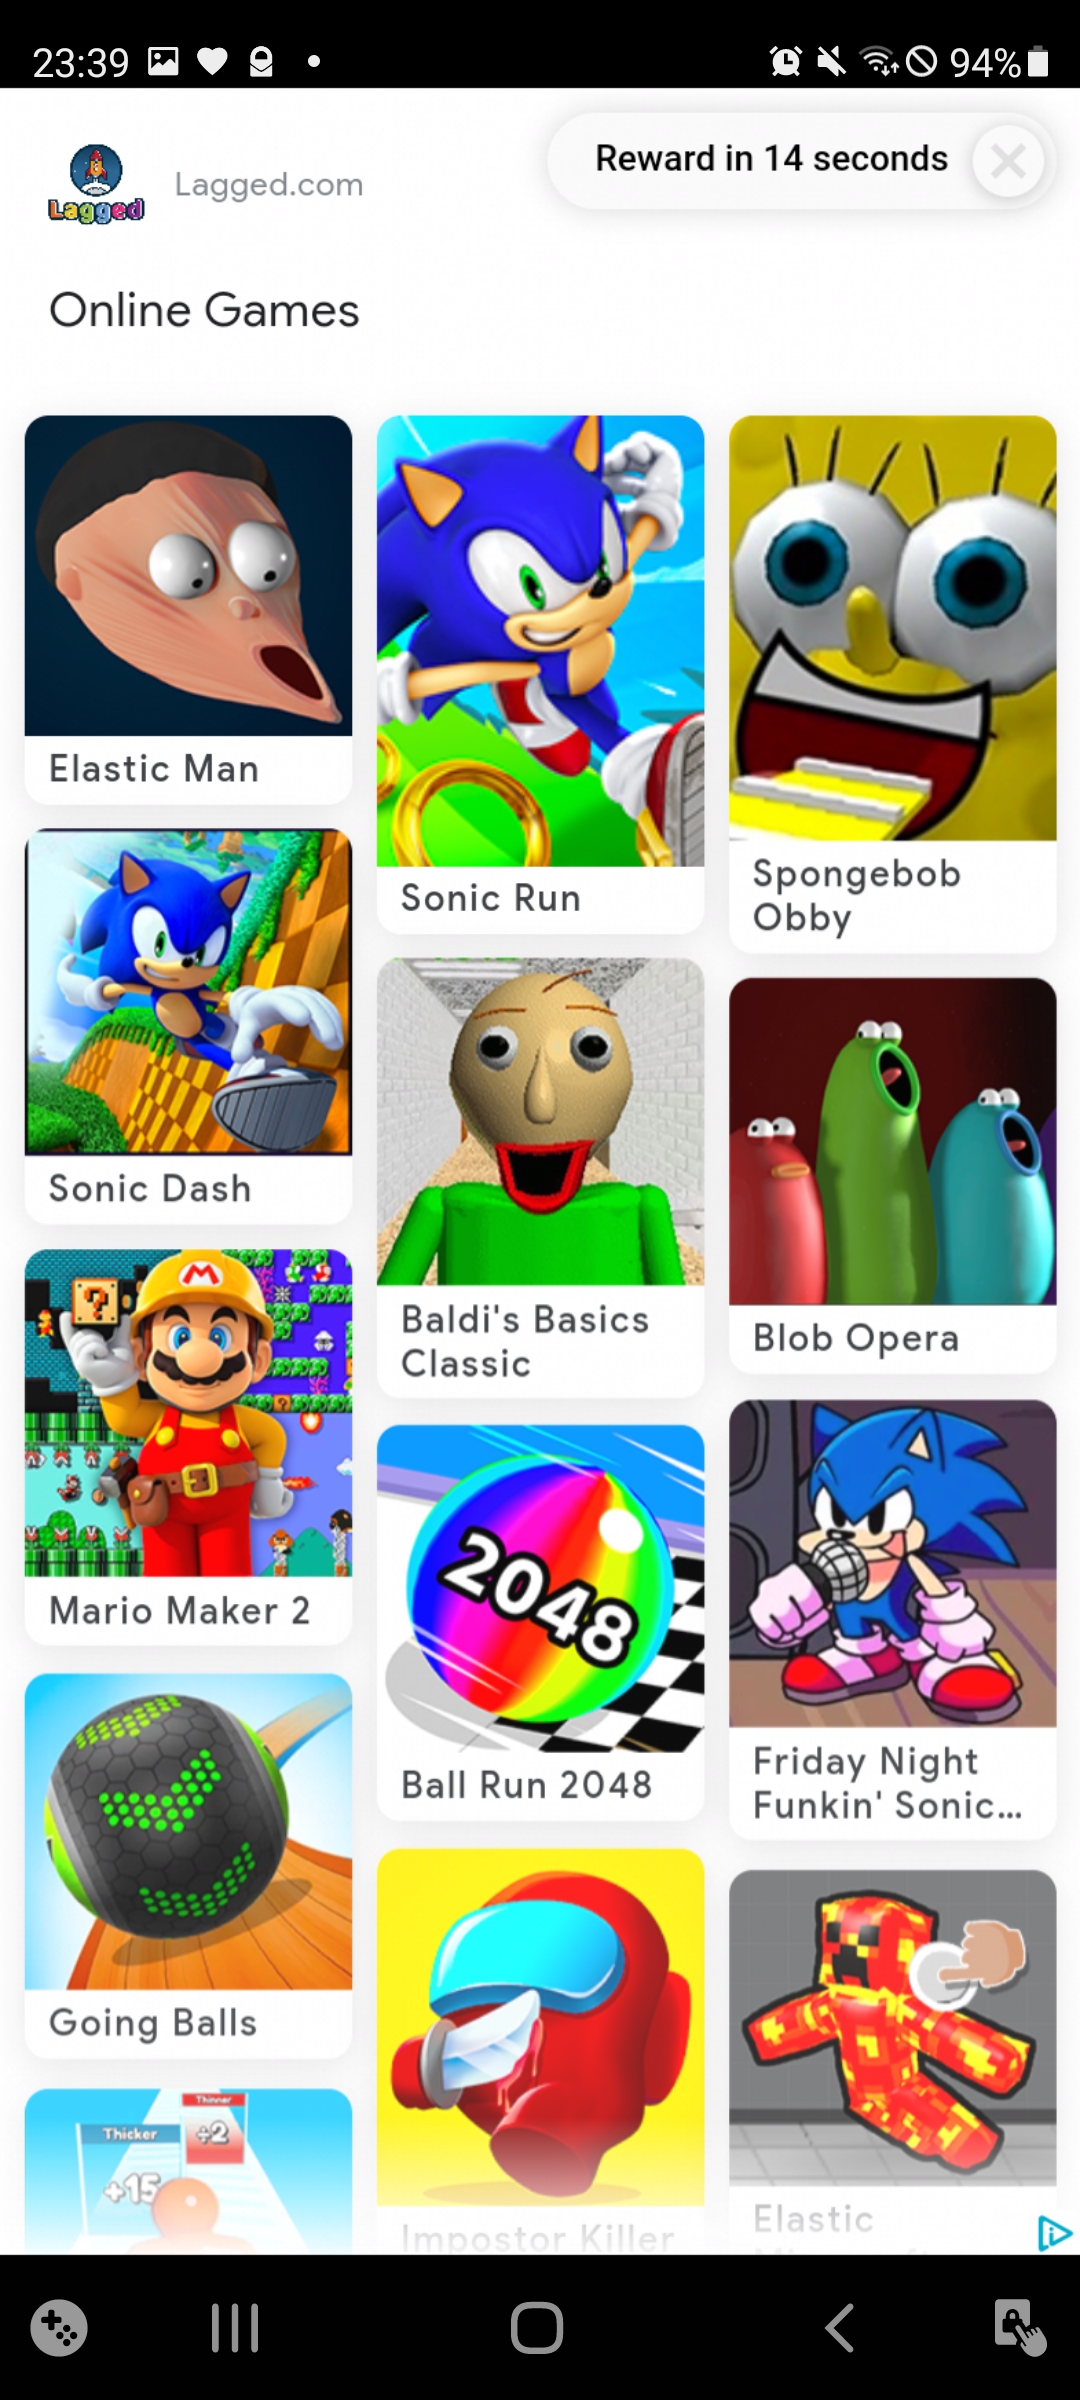 23:39
94%
Reward in 14 seconds
Lagged
Lagged.com
Online Games
Elastic Man
Sonic Run
Spongebob
Obby
Sonic Dash
Baldi's Basics
Classic
Blob Opera
M
?
Mario Maker 2
2048
Ball Run 2048
Friday Night
Funkin' Sonic...
Going Balls
Thinner
÷2
Thicker
+15
Impostor Killer
Elastic